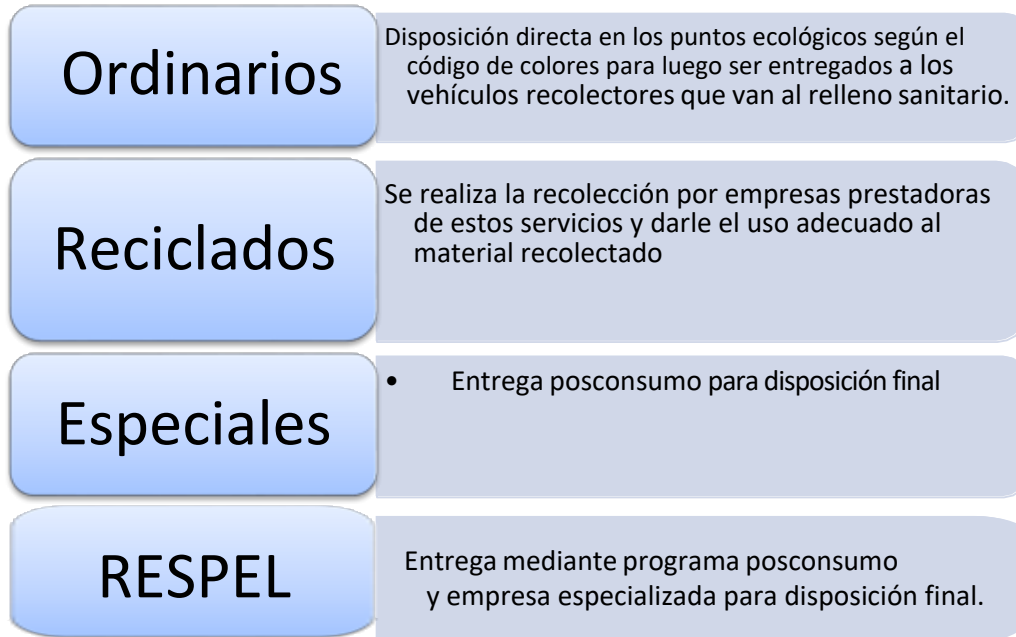 Ordinarios
Disposición directa en los puntos ecológicos según el
código de colores para luego ser entregados a los
vehículos recolectores que van al relleno sanitario.
Reciclados
Se realiza la recolección por empresas prestadoras
de estos servicios y darle el uso adecuado al
material recolectado
Especiales
• Entrega posconsumo para disposición final
RESPEL
Entrega mediante programa posconsumo
y empresa especializada para disposición final.